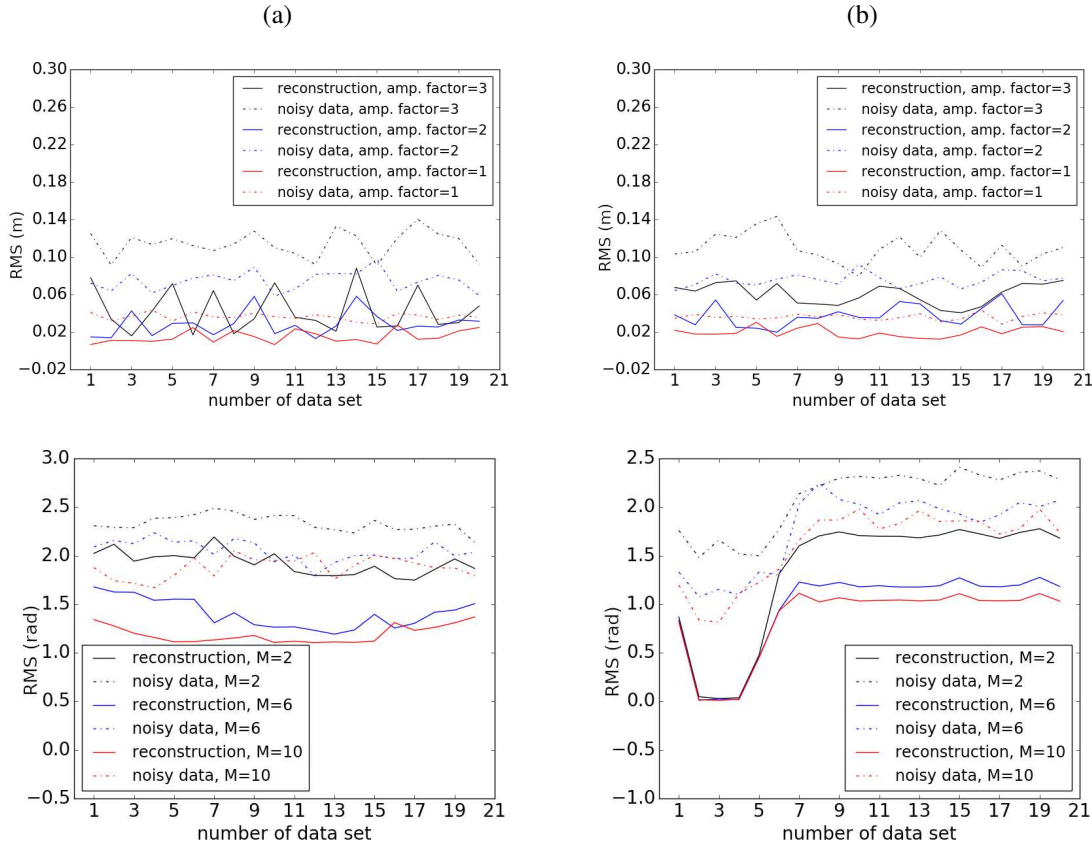 (a)
(b)
0.30
0.26
0.22
0.18
0.14
0.10
0.06
0.02
−0.02
RMS (m)
reconstruction, amp. factor=3
noisy data, amp. factor=3
reconstruction, amp. factor=2
noisy data, amp. factor=2
reconstruction, amp. factor=1
noisy data, amp. factor=1
1 3 5 7 9 11 13 15 17 19 21
number of data set
0.30
0.26
0.22
0.18
0.14
0.10
0.06
0.02
−0.02
RMS (m)
reconstruction, amp. factor=3
noisy data, amp. factor=3
reconstruction, amp. factor=2
noisy data, amp. factor=2
reconstruction, amp. factor=1
noisy data, amp. factor=1
1 3 5 7 9 11 13 15 17 19 21
number of data set
3.0
2.5
2.0
1.5
1.0
0.5
0.0
−0.5
RMS (rad)
reconstruction, M=2
noisy data, M=2
reconstruction, M=6
noisy data, M=6
reconstruction, M=10
noisy data, M=10
1 3 5 7 9 11 13 15 17 19 21
number of data set
2.5
2.0
1.5
1.0
0.5
0.0
−0.5
−1.0
RMS (rad)
reconstruction, M=2
noisy data, M=2
reconstruction, M=6
noisy data, M=6
reconstruction, M=10
noisy data, M=10
1 3 5 7 9 11 13 15 17 19 21
number of data set